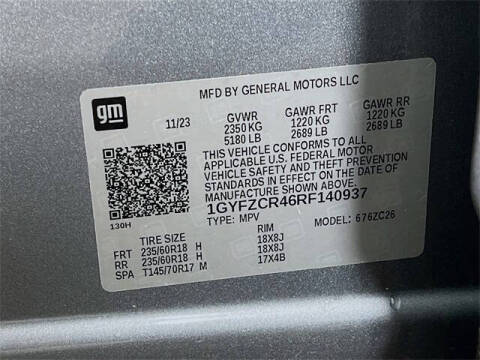 MFD BY GENERAL MOTORS LLC
gm
11/23
GVWR GAWR FRT GAWR RR
2350 KG 1220 KG 1220 KG
5180 LB 2689 LB 2689 LB
THIS VEHICLE CONFORMS TO ALL
APPLICABLE U.S. FEDERAL MOTOR
VEHICLE SAFETY AND THEFT PREVENTION
STANDARDS IN EFFECT ON THE DATE OF
MANUFACTURE SHOWN ABOVE.
1GYFZCR46RF140937
130H
TYPE: MPV MODEL: 676ZC26
TIRE SIZE RIM
FRT 235/60R18 H 18X8J
RR 235/60R18 H 18X8J
SPA T145/70R17 M 17X4B